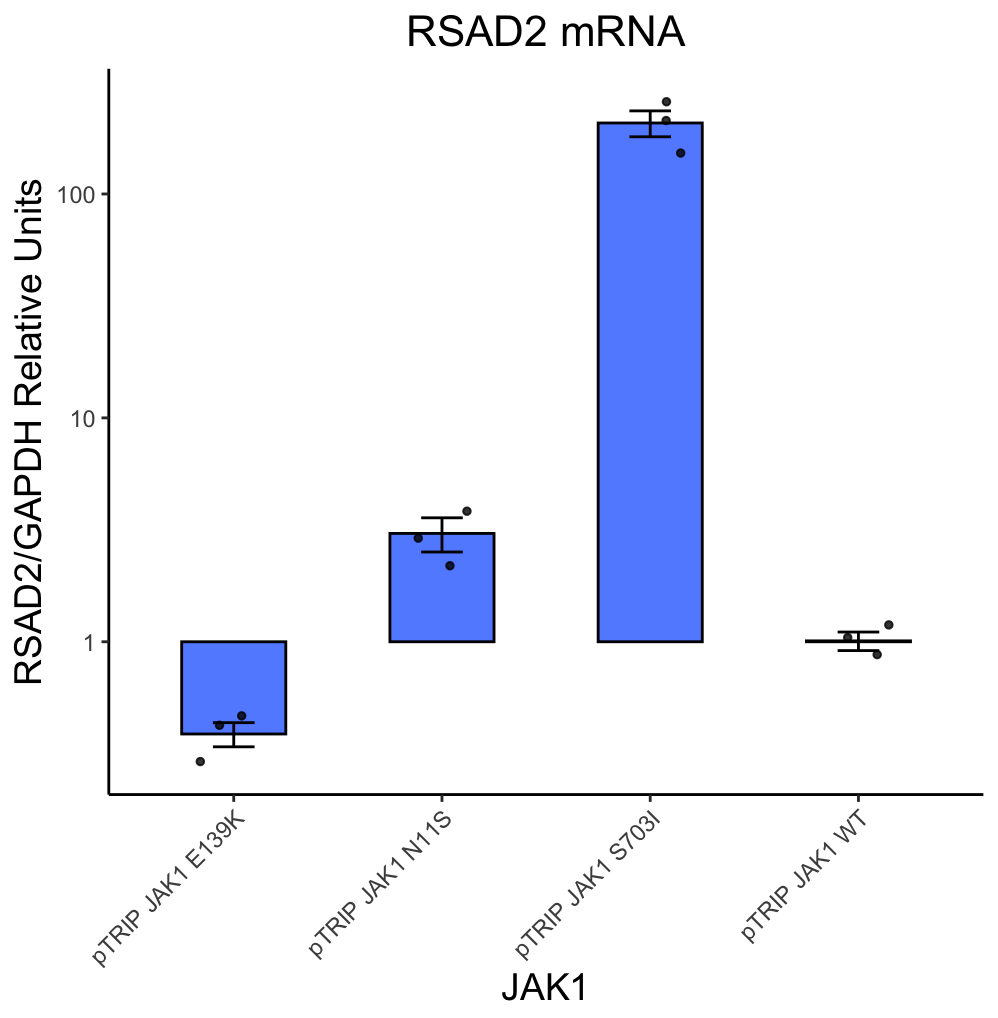 RSAD2 mRNA
RSAD2/GAPDH Relative Units
100
10
1
pTRIP JAK1 E139K
pTRIP JAK1 N11S
pTRIP JAK1 S703I
pTRIP JAK1 WT
JAK1